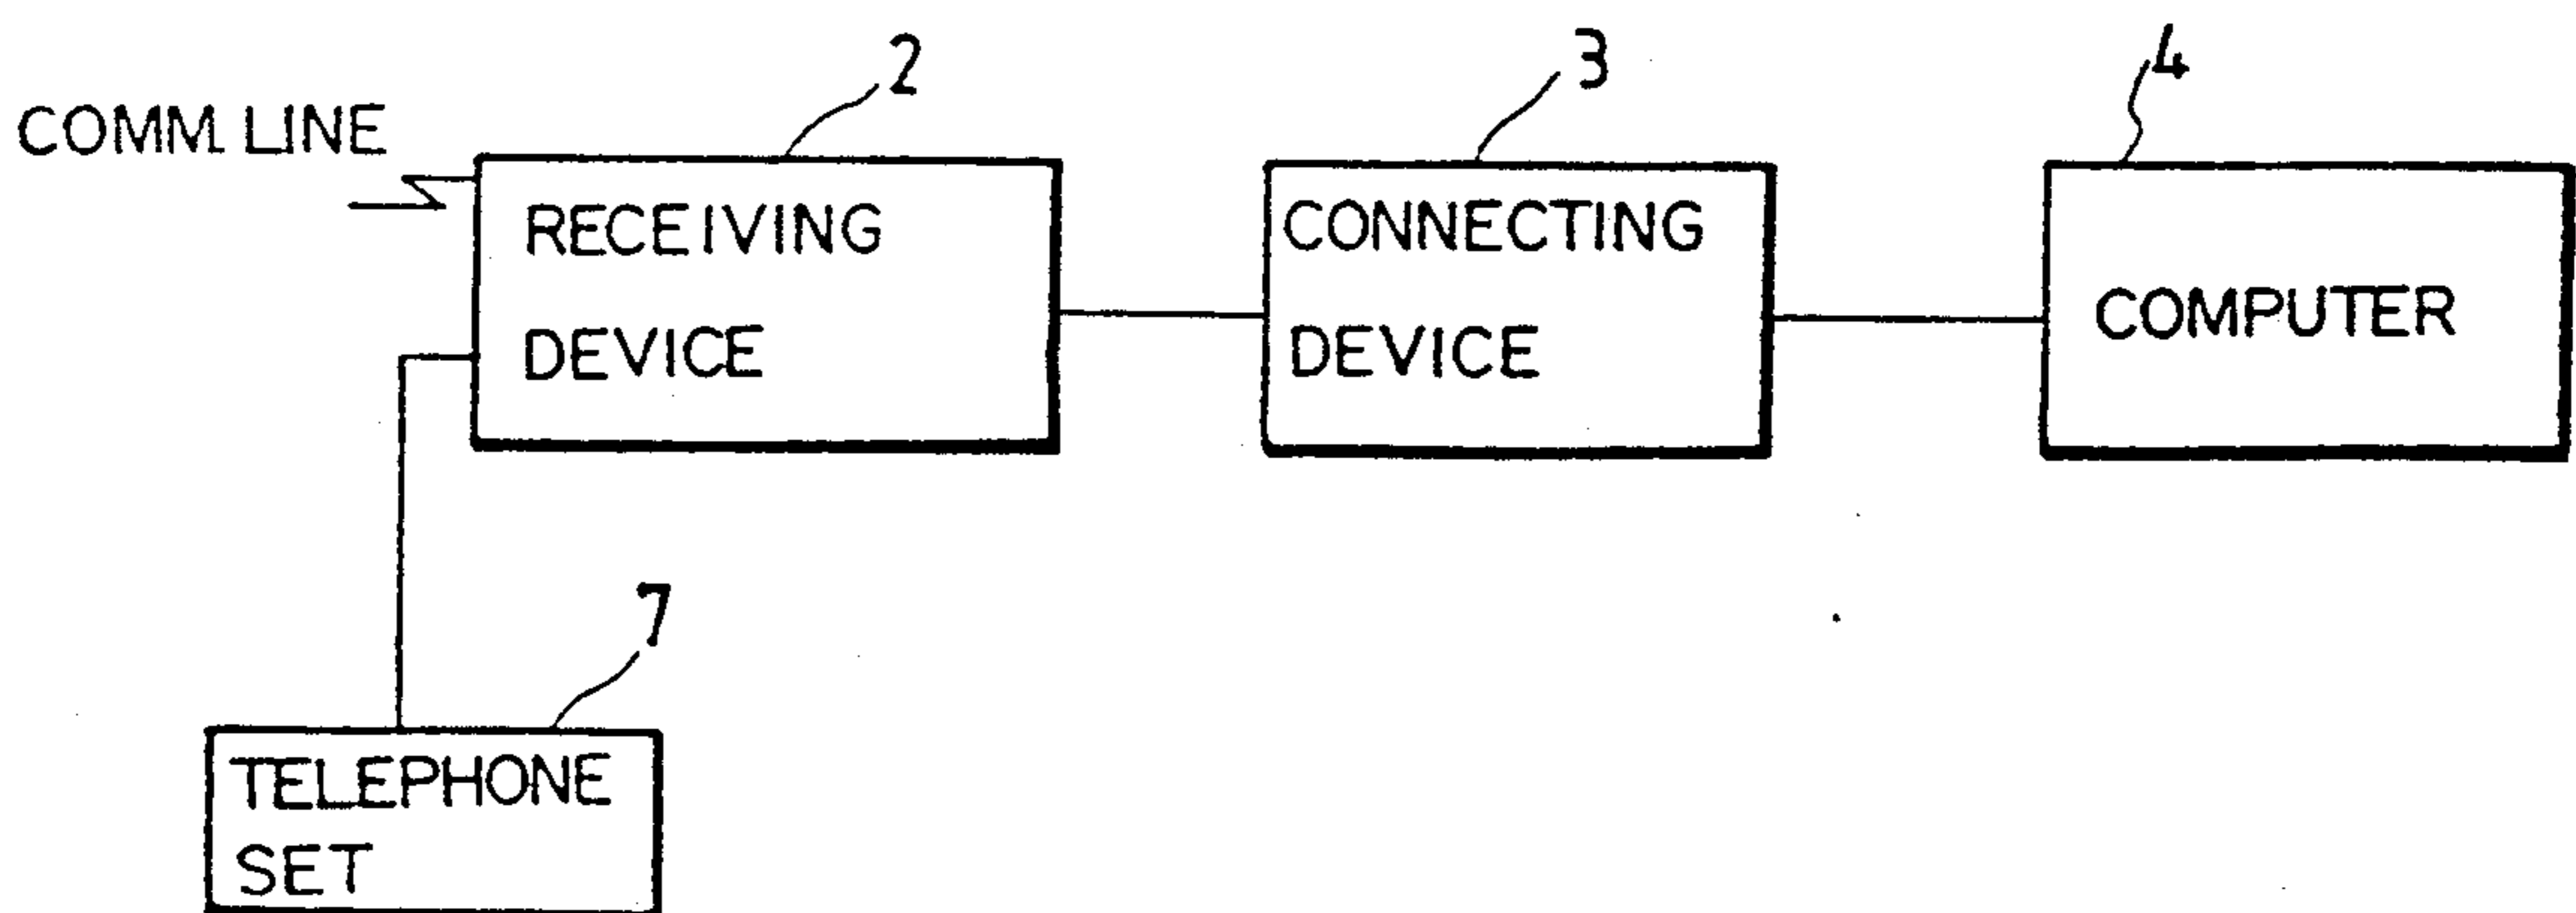 2
3
4
COMM. LINE
RECEIVING
DEVICE
CONNECTING
DEVICE
COMPUTER
7
TELEPHONE
SET